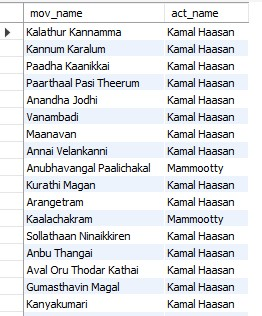 mov_name act_name
Kalathur Kannamma Kamal Haasan
Kannum Karalum Kamal Haasan
Paadha Kaanikkai Kamal Haasan
Paarthaal Pasi Theerum Kamal Haasan
Anandha Jodhi Kamal Haasan
Vanambadi Kamal Haasan
Maanavan Kamal Haasan
Annai Velankanni Kamal Haasan
Anubhavangal Paalichakal Mammootty
Kurathi Magan Kamal Haasan
Arangetram Kamal Haasan
Kaalachakram Mammootty
Sollathaan Ninaikkiren Kamal Haasan
Anbu Thangai Kamal Haasan
Aval Oru Thodar Kathai Kamal Haasan
Gumasthavin Magal Kamal Haasan
Kanyakumari Kamal Haasan